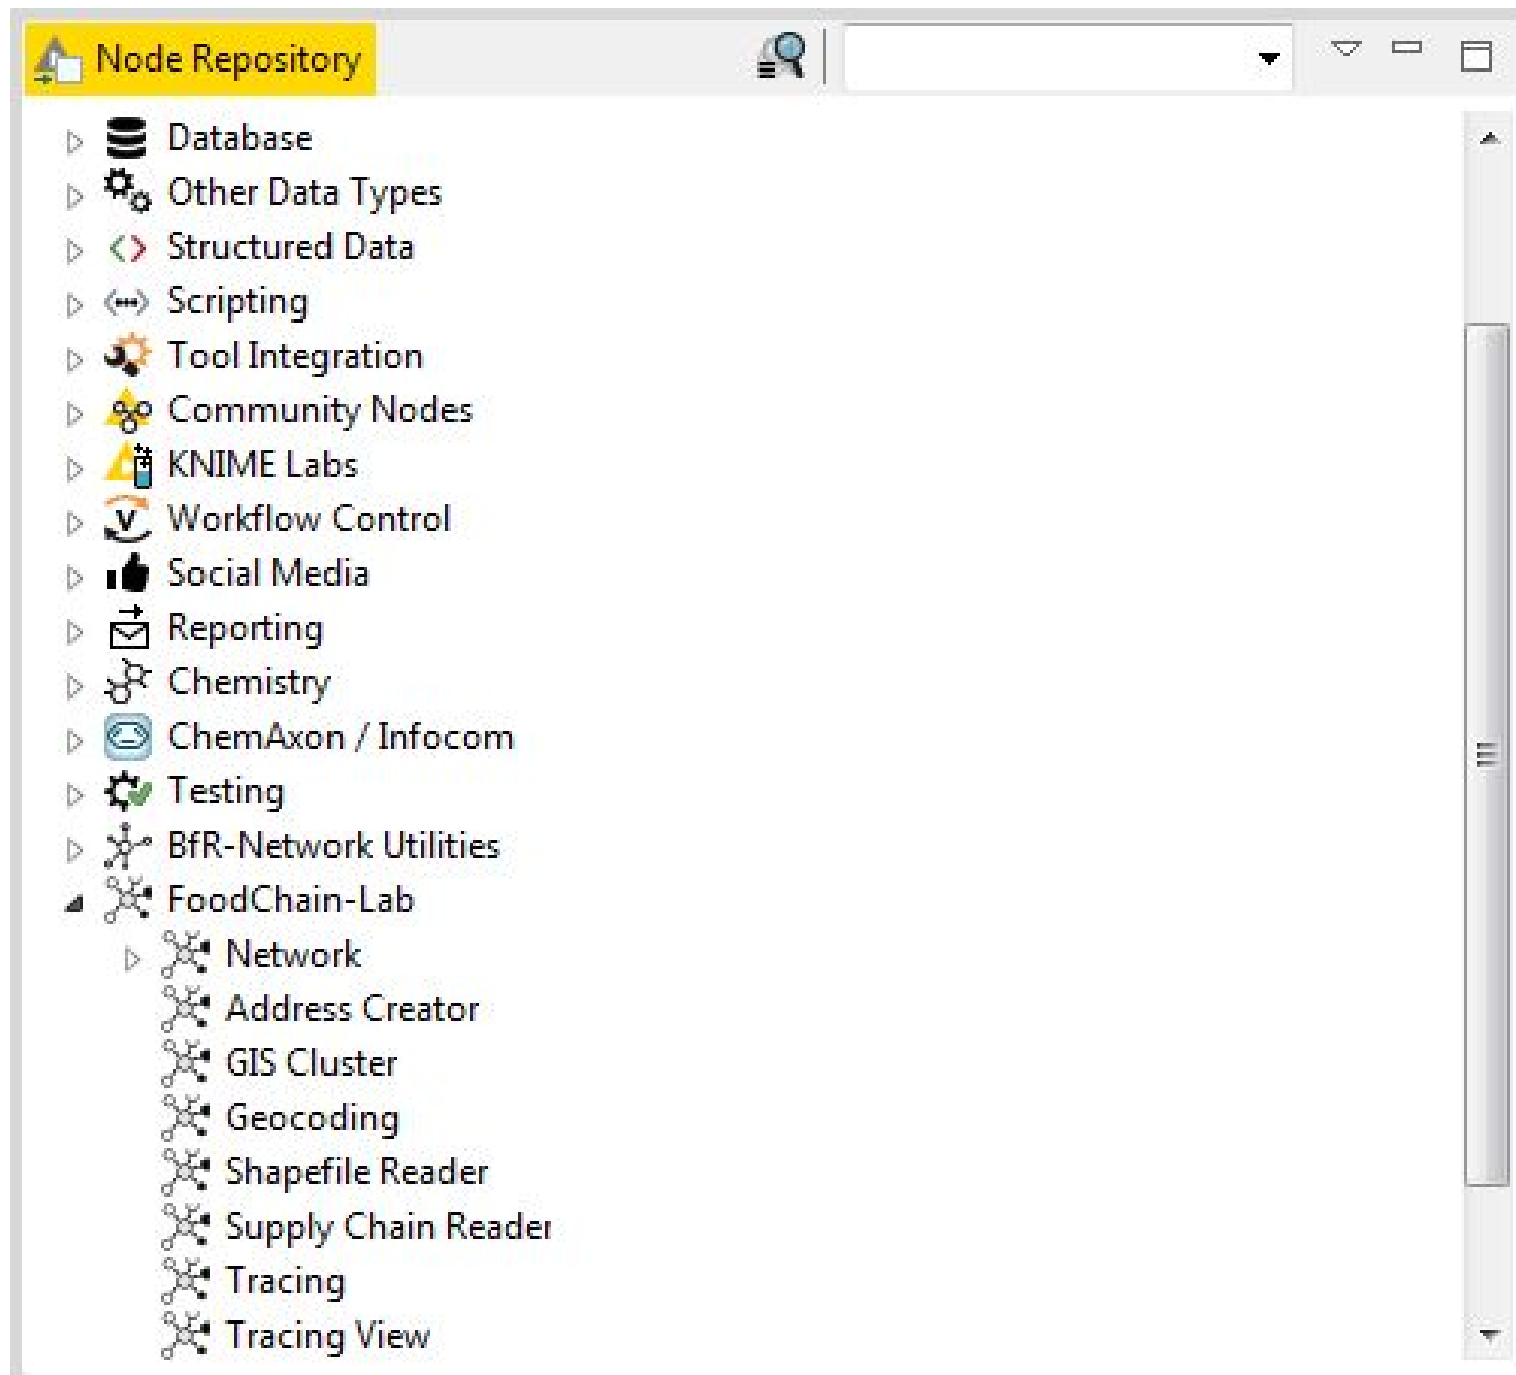 Node Repository
Database
Other Data Types
Structured Data
Scripting
Tool Integration
Community Nodes
KNIME Labs
Workflow Control
Social Media
Reporting
Chemistry
ChemAxon / Infocom
Testing
BfR-Network Utilities
FoodChain-Lab
Network
Address Creator
GIS Cluster
Geocoding
Shapefile Reader
Supply Chain Reader
Tracing
Tracing View